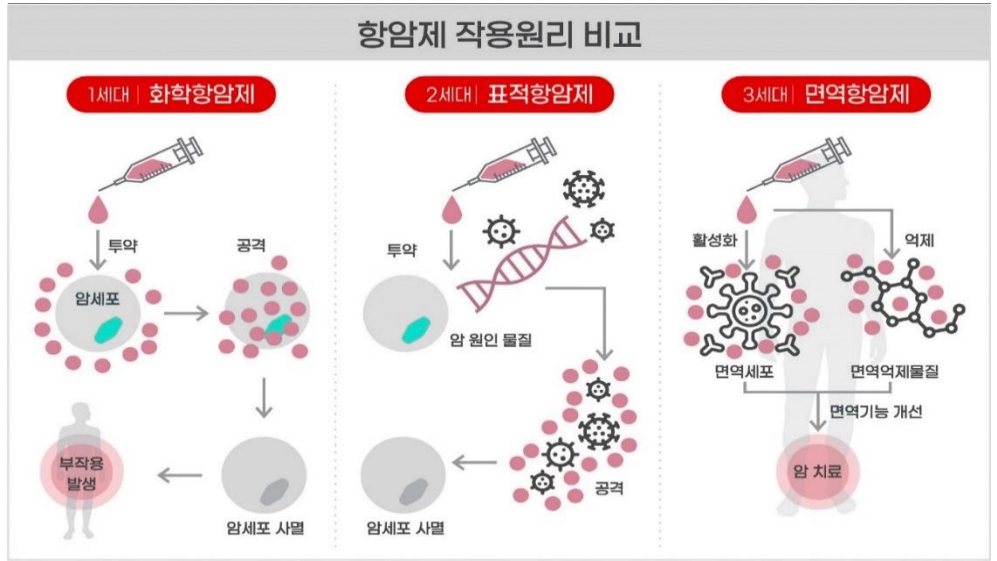 항암제 작용원리 비교
1세대 | 화학항암제
투약
공격
암세포
부작용
발생
암세포 사멸
2세대 | 표적항암제
투약
암 원인 물질
공격
암세포 사멸
3세대 | 면역항암제
활성화
억제
면역세포
면역억제물질
면역기능 개선
암 치료